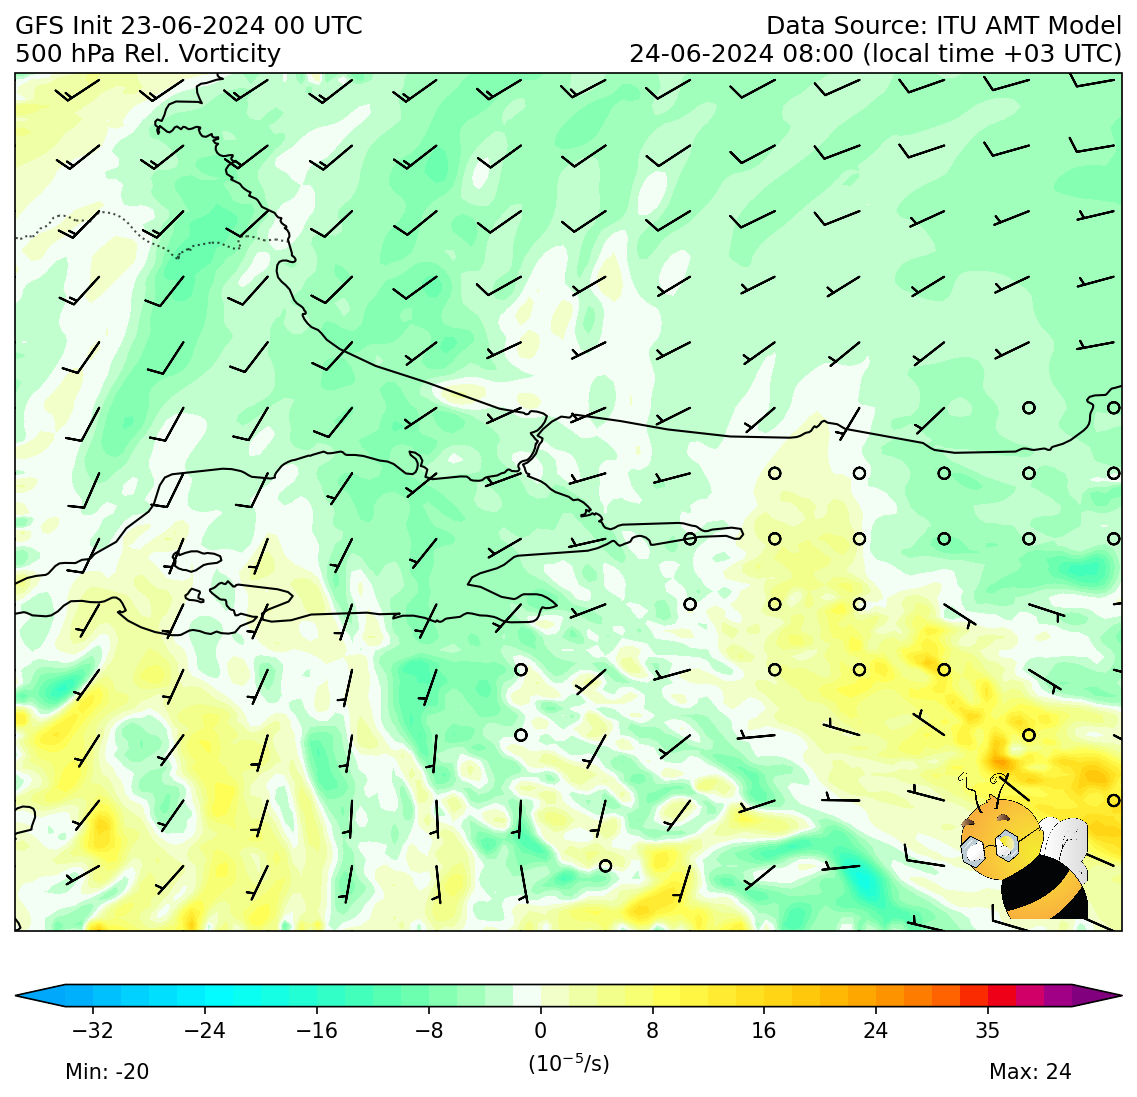 GFS Init 23-06-2024 00 UTC
Data Source: ITU AMT Model
500 hPa Rel. Vorticity
24-06-2024 08:00 (local time +03 UTC)
−32 −24 −16 −8 0 8 16 24 35
(10⁻⁵/s)
Min: -20
Max: 24